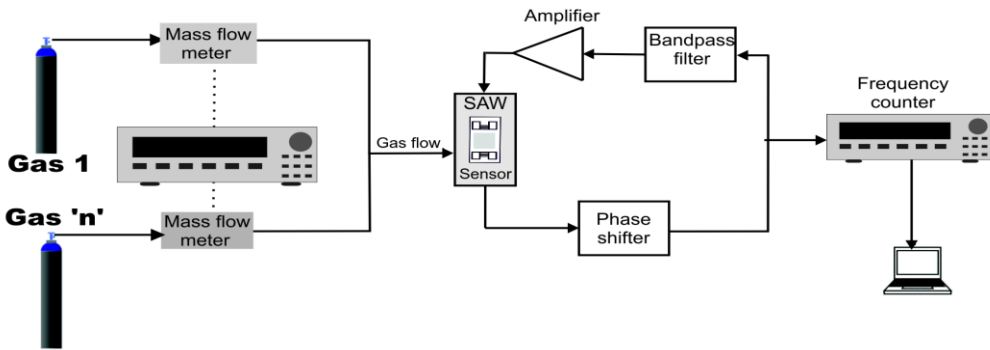 Mass flow
meter
Gas 1
Gas 'n'
Mass flow
meter
Gas flow
SAW
Sensor
Amplifier
Bandpass
filter
Phase
shifter
Frequency
counter